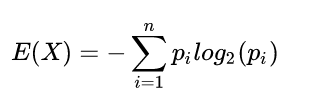 E(X) = − ∑_{i=1}^{n} p_i log_2 (p_i)